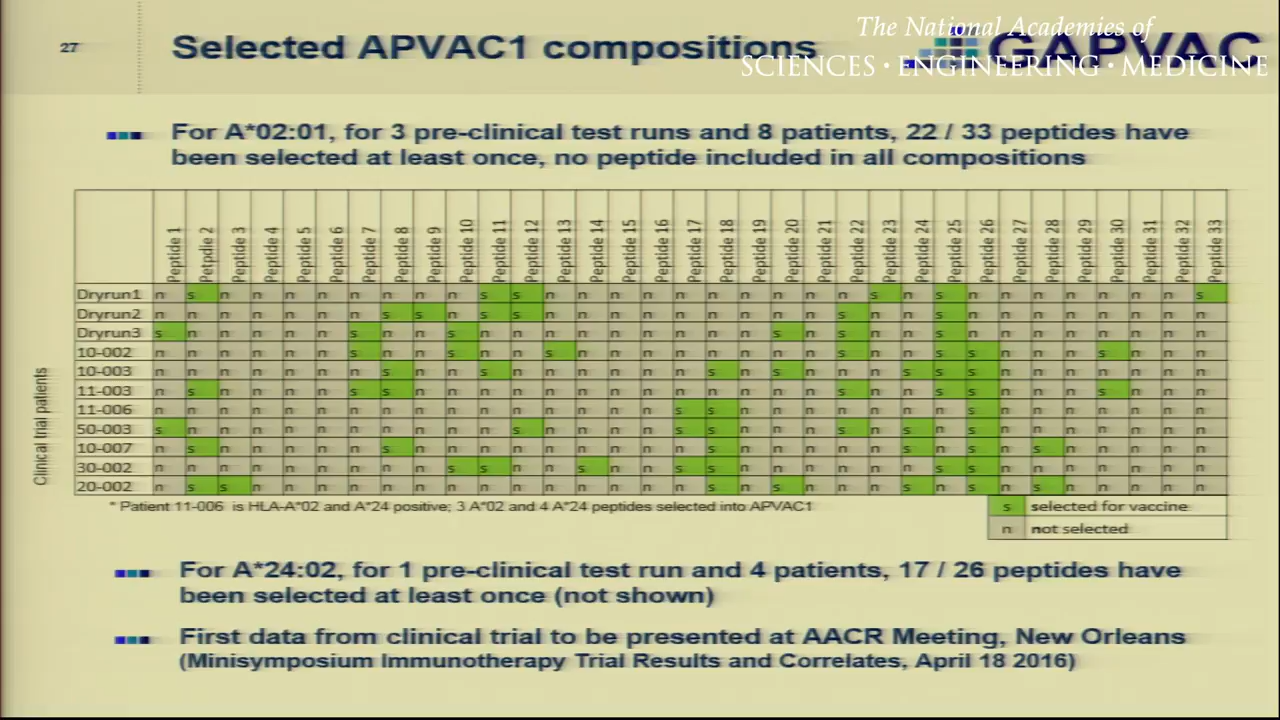 27
Selected APVAC1 compositions
GAPVAC
The National Academies of
SCIENCES · ENGINEERING · MEDICINE
For A*02:01, for 3 pre-clinical test runs and 8 patients, 22 / 33 peptides have
been selected at least once, no peptide included in all compositions
Peptide 1 Petpdie 2 Peptide 3 Peptide 4 Peptide 5 Peptide 6 Peptide 7 Peptide 8 Peptide 9 Peptide 10 Peptide 11 Peptide 12 Peptide 13 Peptide 14 Peptide 15 Peptide 16 Peptide 17 Peptide 18 Peptide 19 Peptide 20 Peptide 21 Peptide 22 Peptide 23 Peptide 24 Peptide 25 Peptide 26 Peptide 27 Peptide 28 Peptide 29 Peptide 30 Peptide 31 Peptide 32 Peptide 33
Dryrun1 n s n n n n n n n n s s n n n n n n n n n n s n s n n n n n n n s
Dryrun2 n n n n n n n s s n s s n n n n n n n n n s n n s n n n n n n n n
Dryrun3 s n n n n n s n n s n n n n n n n n n s n s n n s n n n n n n n n
Clinical trial patients
10-002 n n n n n n s n n s n n s n n n n n n n n s n n s s n n n s n n n
10-003 n n n n n n n s n n s n n n n n n s n s n n n s s s n n n n n n n
11-003 n s n n n n s s n n n n n n n n n n n n n s n n s s n n n s n n n
11-006 n n n n n n n n n n n n n n n n s s n n n n n n n s n n n n n n n
50-003 s n n n n n n n n n n s n n n n s s n n n s n s n s n n n n n n n
10-007 n s n n n n n s n n n n n n n n n s n n n n n s n s n s n n n n n
30-002 n n n n n n n n n s s n n s n n s s n n n n n n s s n n n n n n n
20-002 n s s n n n n n n n n n n n n n n s n s n n n s n s n s n n n n n
* Patient 11-006 is HLA-A*02 and A*24 positive; 3 A*02 and 4 A*24 peptides selected into APVAC1
s selected for vaccine
n not selected
For A*24:02, for 1 pre-clinical test run and 4 patients, 17 / 26 peptides have
been selected at least once (not shown)
First data from clinical trial to be presented at AACR Meeting, New Orleans
(Minisymposium Immunotherapy Trial Results and Correlates, April 18 2016)